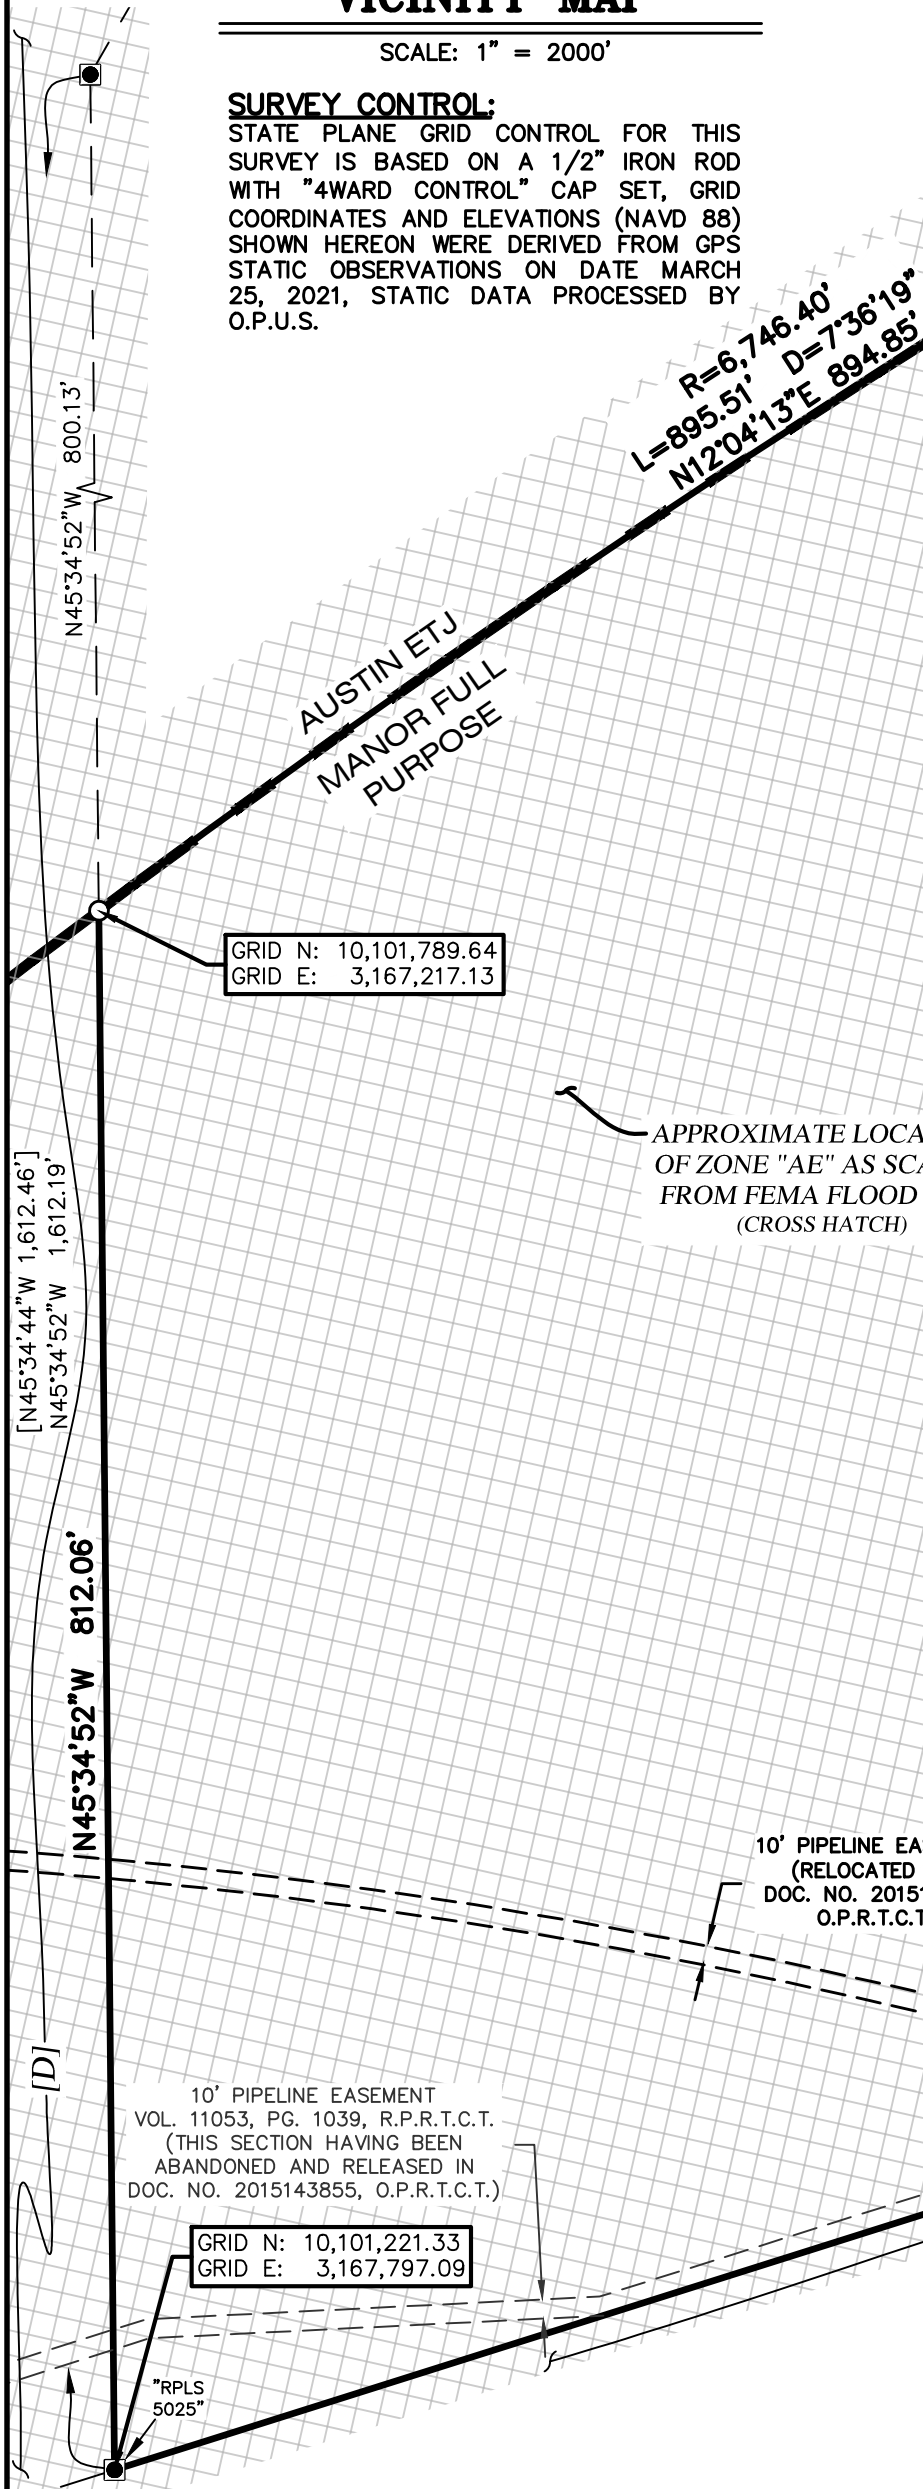 VICINITY MAP
SCALE: 1" = 2000'
SURVEY CONTROL:
STATE PLANE GRID CONTROL FOR THIS
SURVEY IS BASED ON A 1/2" IRON ROD
WITH "4WARD CONTROL" CAP SET, GRID
COORDINATES AND ELEVATIONS (NAVD 88)
SHOWN HEREON WERE DERIVED FROM GPS
STATIC OBSERVATIONS ON DATE MARCH
25, 2021, STATIC DATA PROCESSED BY
O.P.U.S.
R=6,746.40'
L=895.51' D=7°36'19"
N12°04'13"E 894.85'
N45°34'52"W 800.13'
AUSTIN ETJ
MANOR FULL
PURPOSE
GRID N: 10,101,789.64
GRID E: 3,167,217.13
APPROXIMATE LOCA
OF ZONE "AE" AS SCA
FROM FEMA FLOOD
(CROSS HATCH)
[N45°34'44"W 1,612.46']
N45°34'52"W 1,612.19'
N45°34'52"W 812.06'
10' PIPELINE EA
(RELOCATED
DOC. NO. 20151
O.P.R.T.C.T
[D]
10' PIPELINE EASEMENT
VOL. 11053, PG. 1039, R.P.R.T.C.T.
(THIS SECTION HAVING BEEN
ABANDONED AND RELEASED IN
DOC. NO. 2015143855, O.P.R.T.C.T.)
GRID N: 10,101,221.33
GRID E: 3,167,797.09
"RPLS
5025"